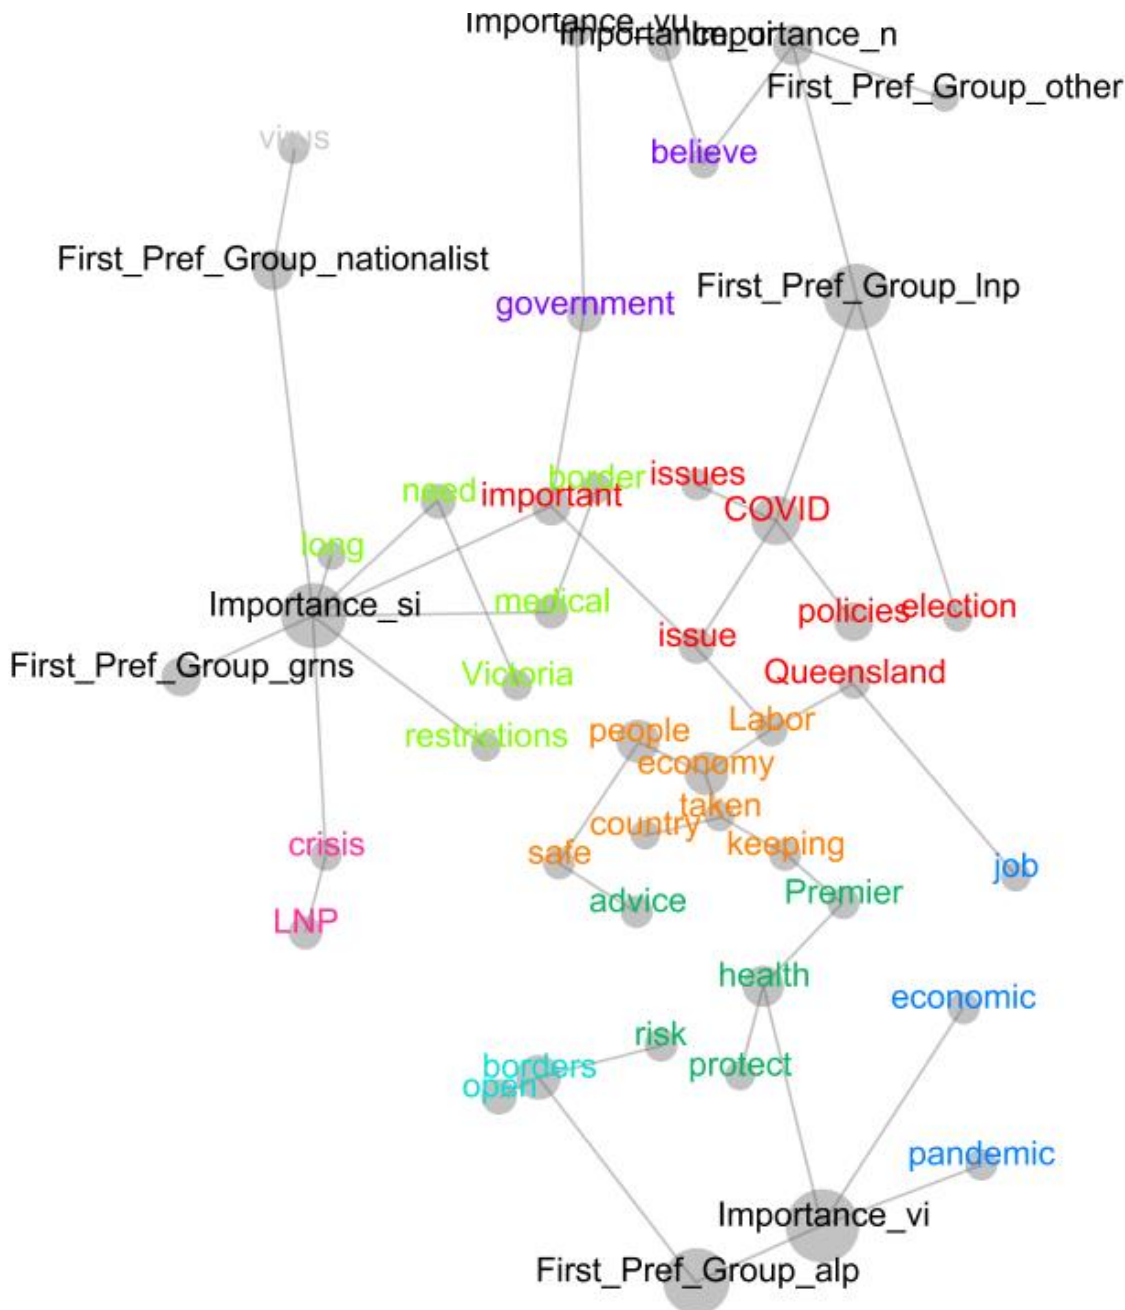 Importance_vu
Importance_ui
Importance_n
First_Pref_Group_other
virus
believe
First_Pref_Group_nationalist
First_Pref_Group_lnp
government
issues
border
need
important
COVID
long
medical
Importance_si
policies
election
issue
First_Pref_Group_grns
Victoria
Queensland
Labor
people
restrictions
economy
taken
country
keeping
crisis
safe
job
advice
Premier
LNP
health
economic
risk
borders
protect
open
pandemic
Importance_vi
First_Pref_Group_alp